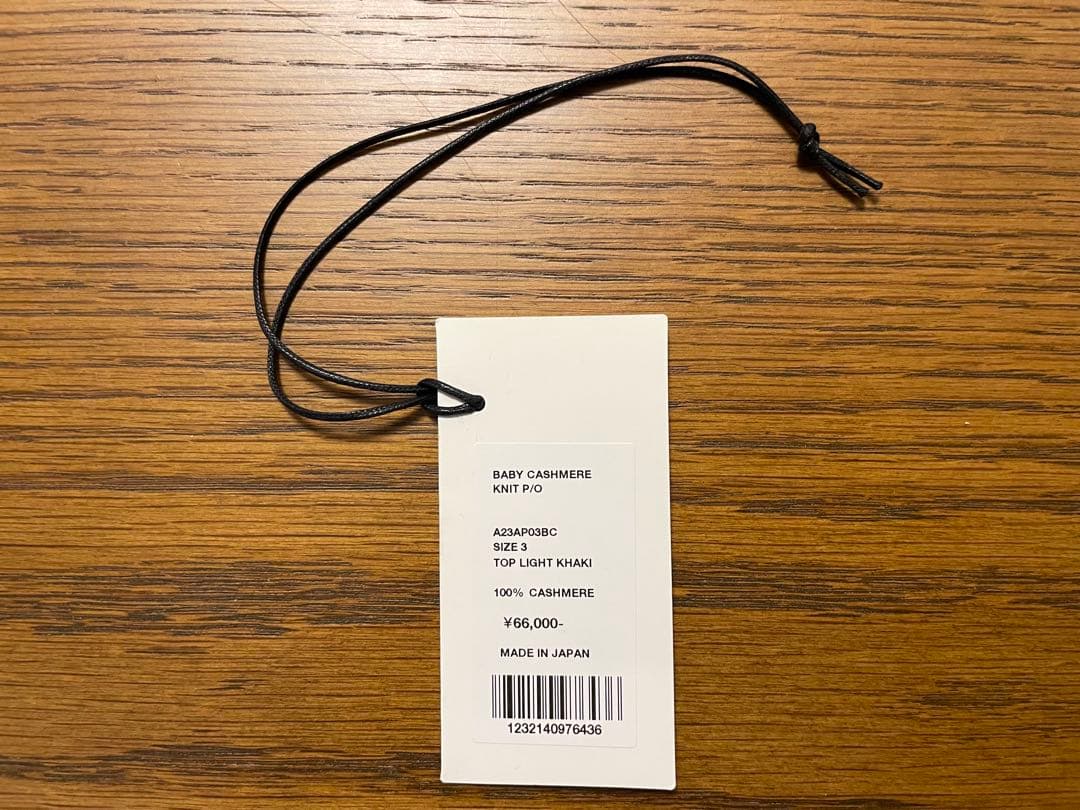 BABY CASHMERE
KNIT P/O
A23AP03BC
SIZE 3
TOP LIGHT KHAKI
100% CASHMERE
¥66,000-
MADE IN JAPAN
1232140976436